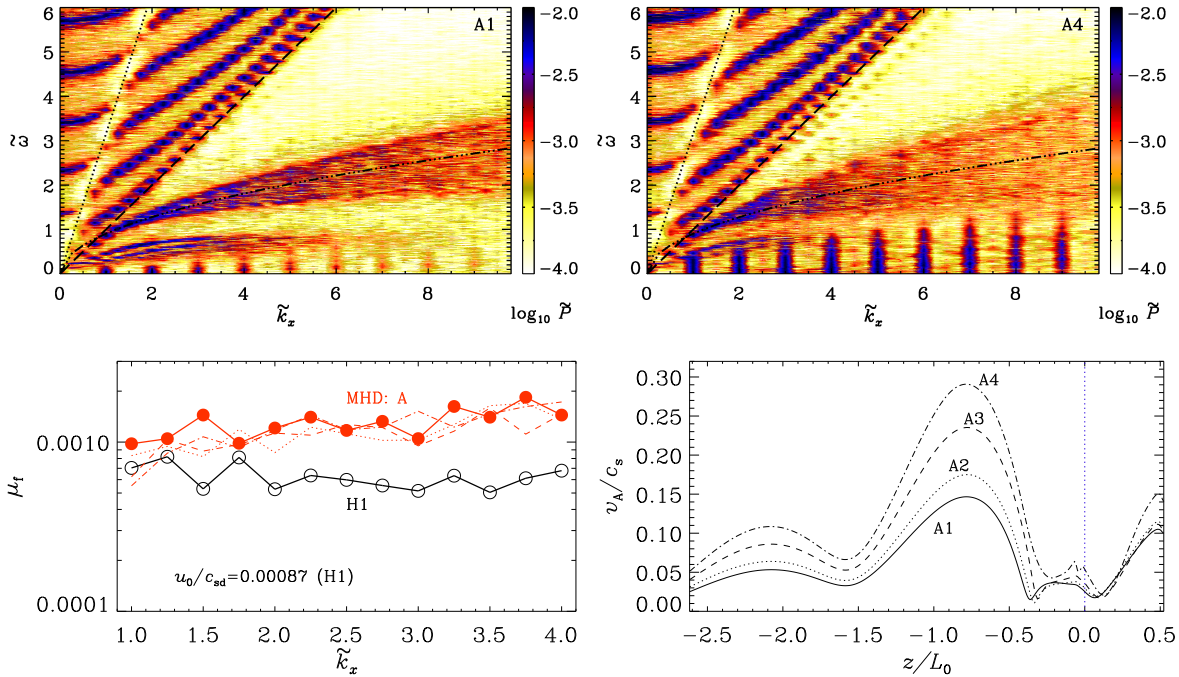 A1
ω̃
6
5
4
3
2
1
0
0 2 4 6 8
k̃ₓ
−2.0
−2.5
−3.0
−3.5
−4.0
log₁₀ P̃
A4
ω̃
6
5
4
3
2
1
0
0 2 4 6 8
k̃ₓ
−2.0
−2.5
−3.0
−3.5
−4.0
log₁₀ P̃
MHD: A
H1
u₀/c_sd=0.00087 (H1)
μ_f
0.0010
0.0001
1.0 1.5 2.0 2.5 3.0 3.5 4.0
k̃ₓ
A4
A3
A2
A1
v_A/c_s
0.30
0.25
0.20
0.15
0.10
0.05
0.00
−2.5 −2.0 −1.5 −1.0 −0.5 0.0 0.5
z/L₀